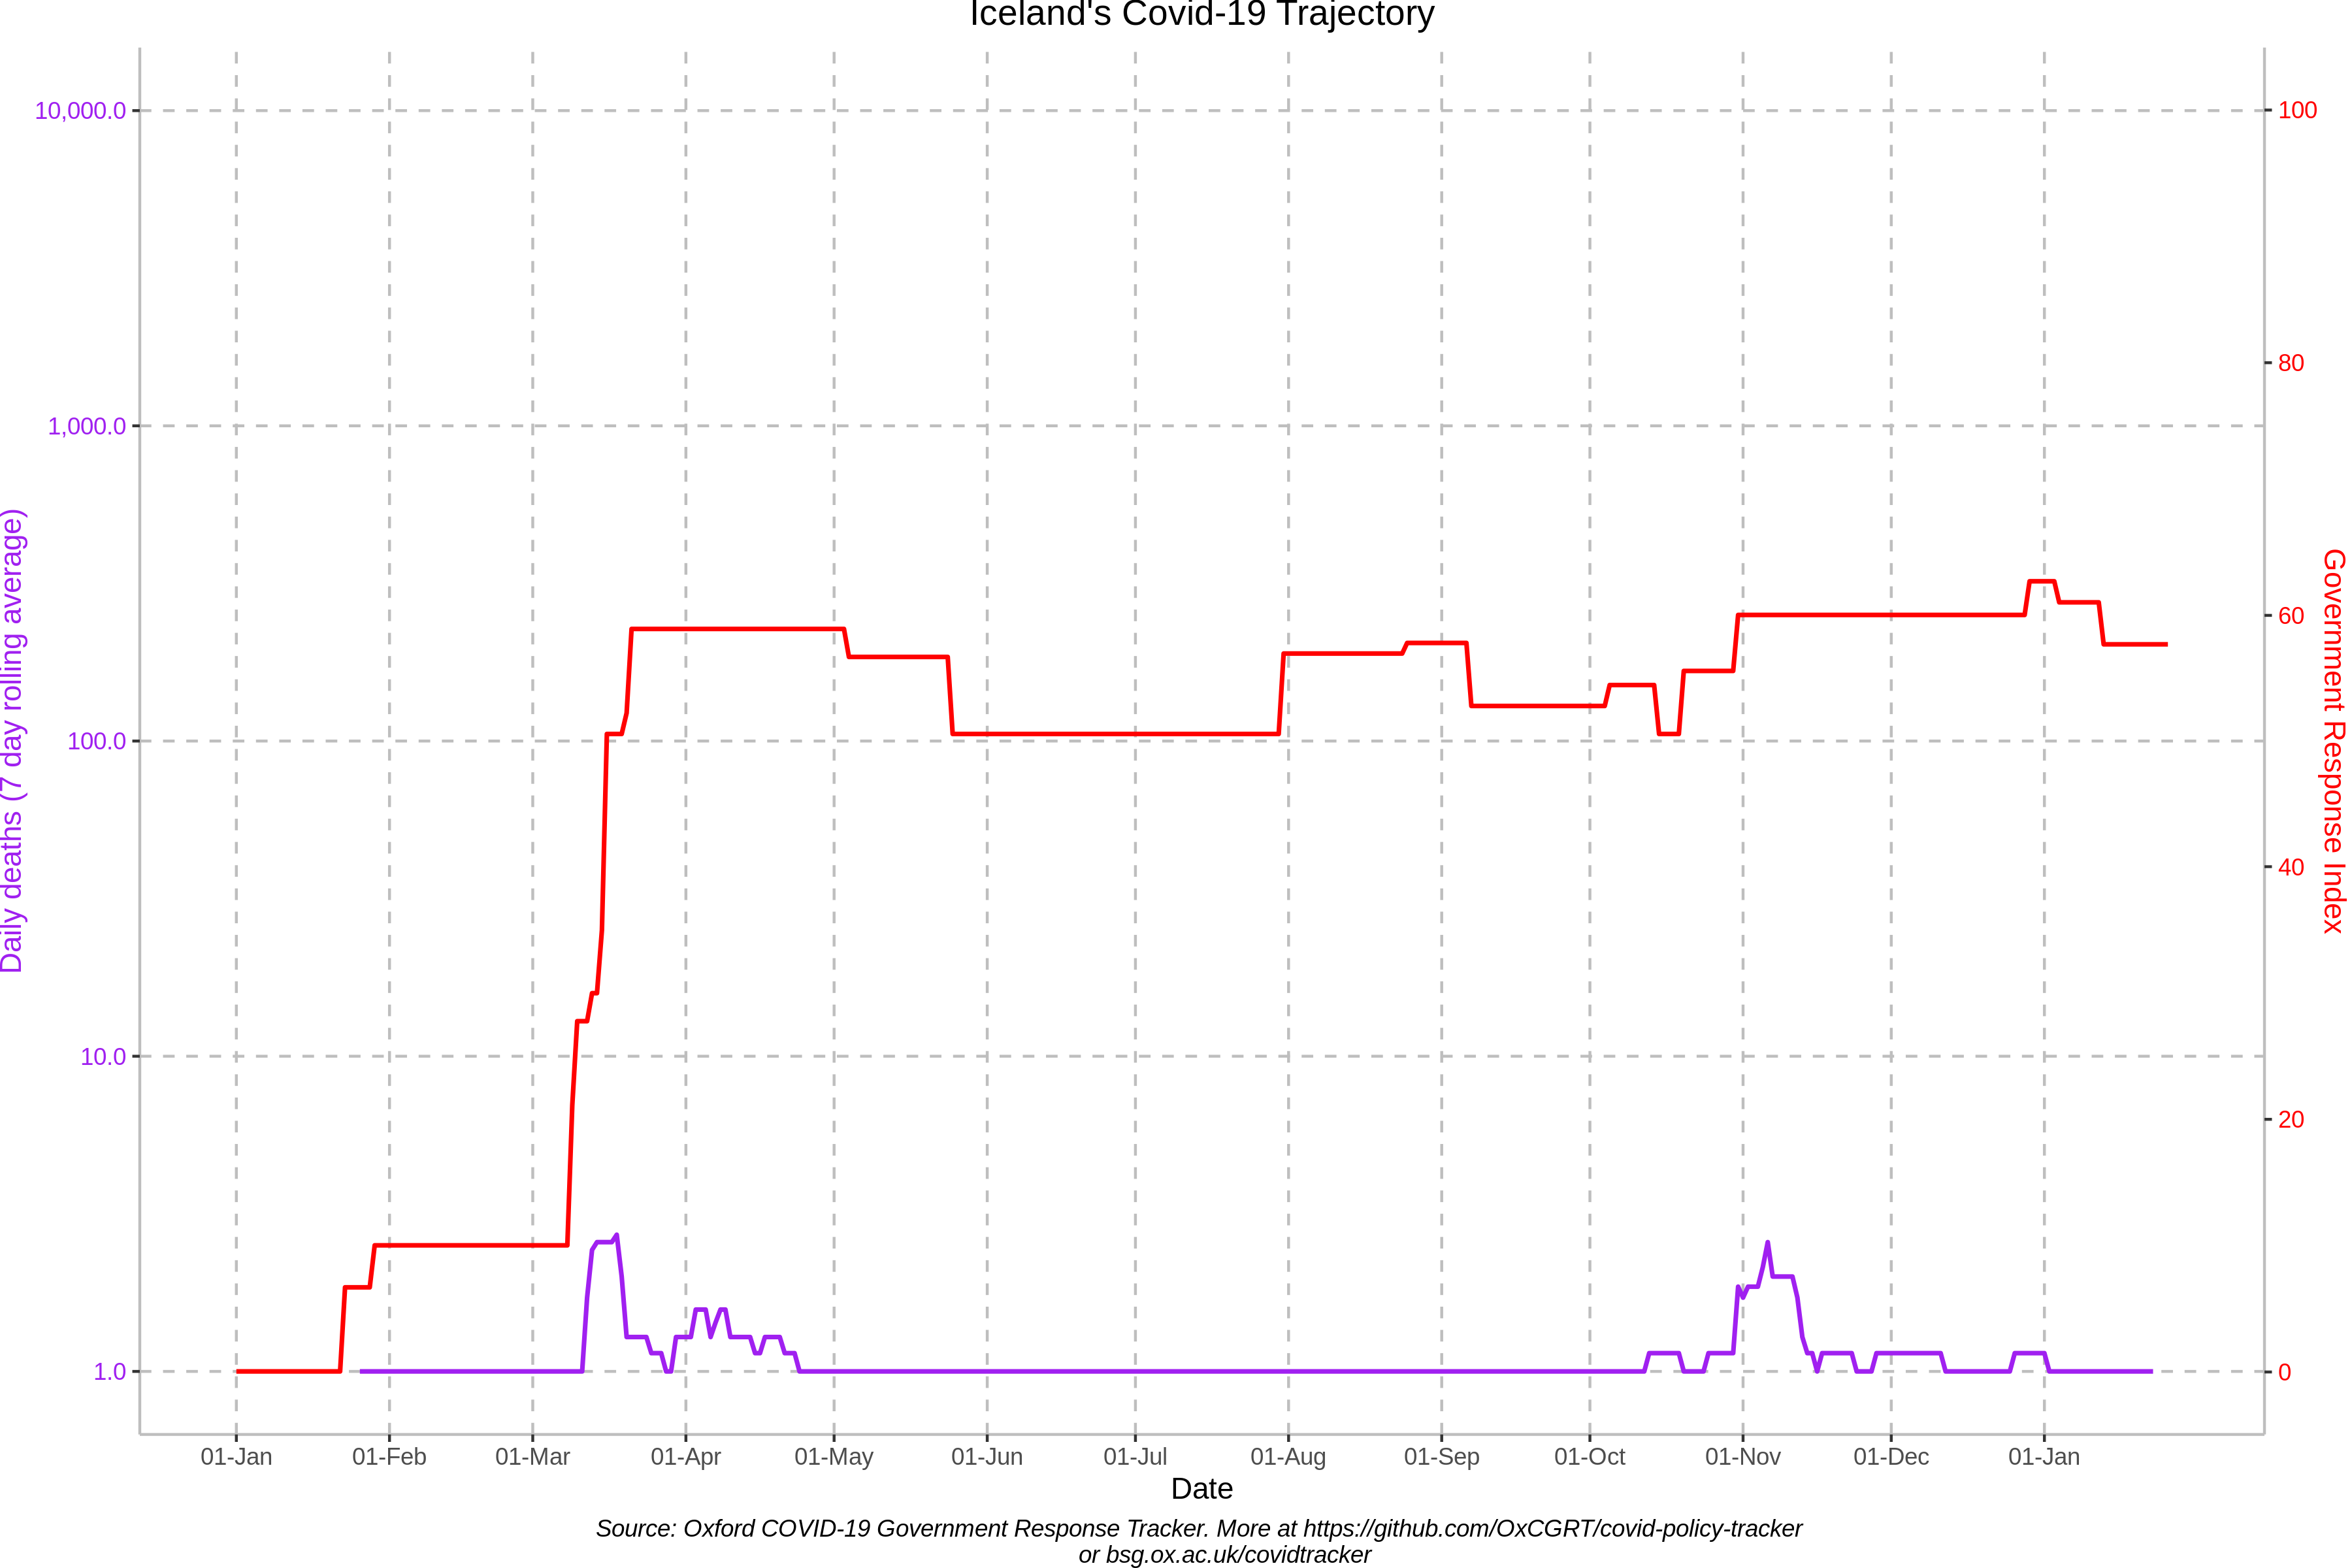 Iceland's Covid-19 Trajectory
10,000.0
1,000.0
100.0
10.0
1.0
Daily deaths (7 day rolling average)
100
80
60
40
20
0
Government Response Index
01-Jan 01-Feb 01-Mar 01-Apr 01-May 01-Jun 01-Jul 01-Aug 01-Sep 01-Oct 01-Nov 01-Dec 01-Jan
Date
Source: Oxford COVID-19 Government Response Tracker. More at https://github.com/OxCGRT/covid-policy-tracker
or bsg.ox.ac.uk/covidtracker